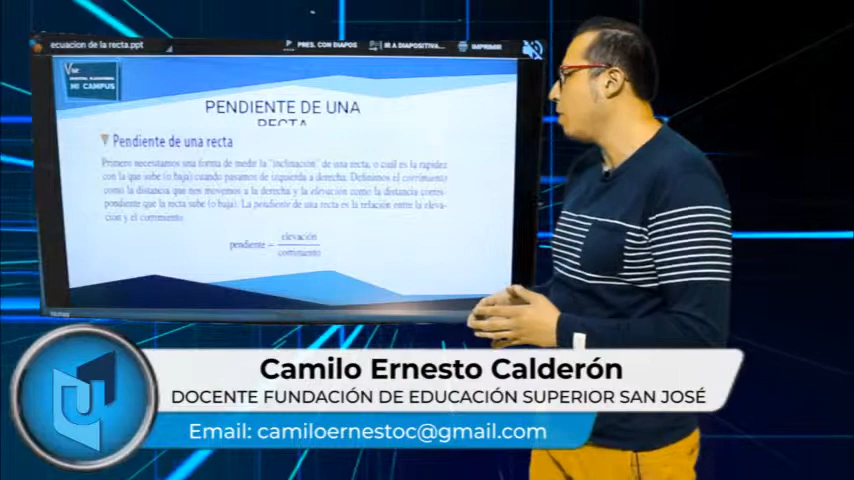 ecuacion de la recta.ppt
PRES. CON DIAPOS
IR A DIAPOSITIVA...
IMPRIMIR
MI CAMPUS
PENDIENTE DE UNA
RECTA
Pendiente de una recta
Primero necesitamos una forma de medir la "inclinación" de una recta, o cuál es la rapidez
con la que sube (o baja) cuando pasamos de izquierda a derecha. Definimos el corrimiento
como la distancia que nos movemos a la derecha y la elevación como la distancia corres-
pondiente que la recta sube (o baja). La pendiente de una recta es la relación entre la eleva-
ción y el corrimiento.
pendiente = elevación
corrimiento
Camilo Ernesto Calderón
DOCENTE FUNDACIÓN DE EDUCACIÓN SUPERIOR SAN JOSÉ
Email: camiloernestoc@gmail.com